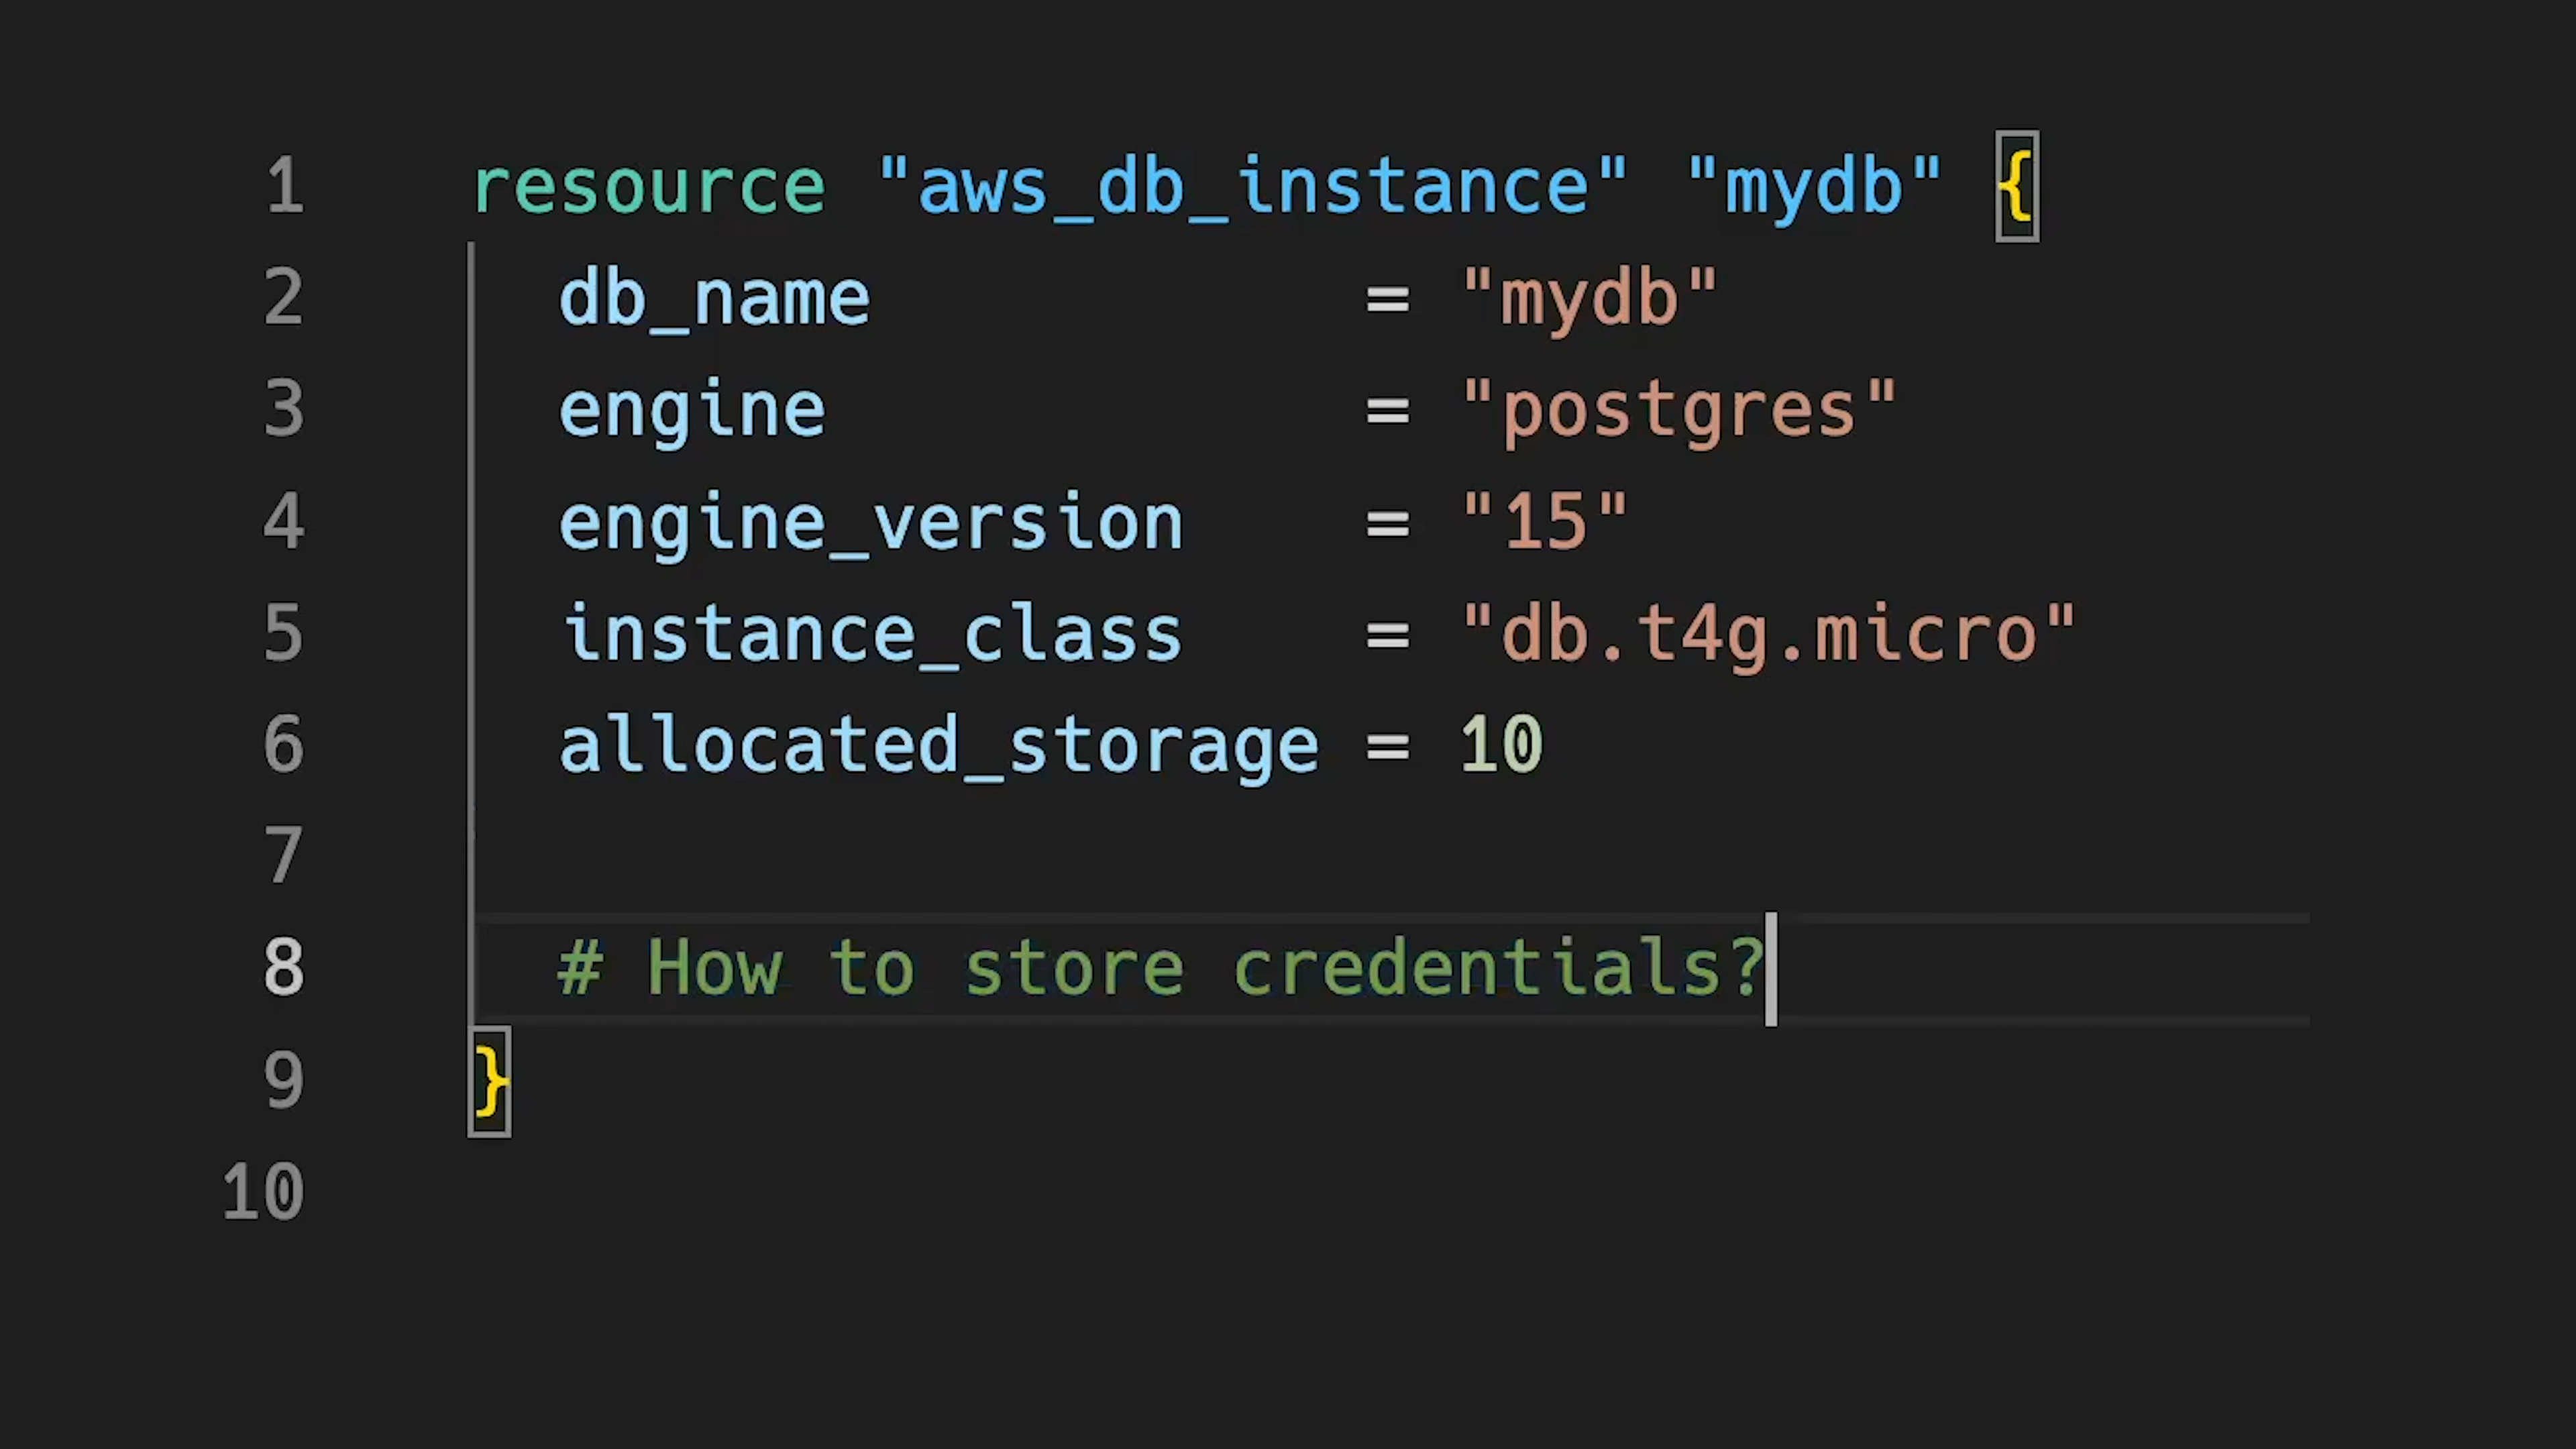 1 resource "aws_db_instance" "mydb" {
2 db_name = "mydb"
3 engine = "postgres"
4 engine_version = "15"
5 instance_class = "db.t4g.micro"
6 allocated_storage = 10
7
8 # How to store credentials?
9 }
10